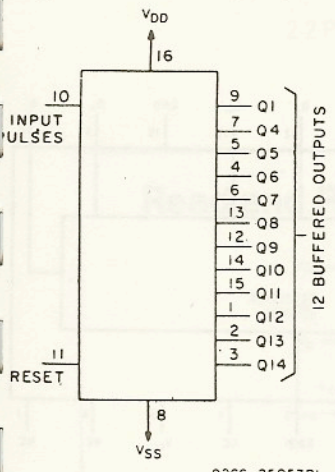 VDD
16
10
INPUT
PULSES
9 Q1
7 Q4
5 Q5
4 Q6
6 Q7
13 Q8
12 Q9
14 Q10
15 Q11
1 Q12
2 Q13
3 Q14
12 BUFFERED OUTPUTS
11
RESET
8
VSS